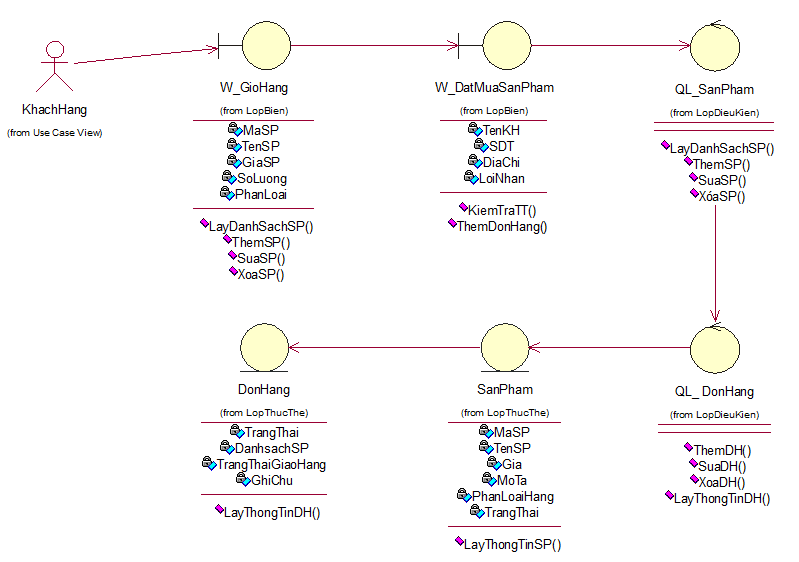 KhachHang
(from Use Case View)
W_GioHang
(from LopBien)
MaSP
TenSP
GiaSP
SoLuong
PhanLoai
LayDanhSachSP()
ThemSP()
SuaSP()
XoaSP()
W_DatMuaSanPham
(from LopBien)
TenKH
SDT
DiaChi
LoiNhan
KiemTraTT()
ThemDonHang()
QL_SanPham
(from LopDieuKien)
LayDanhSachSP()
ThemSP()
SuaSP()
XóaSP()
DonHang
(from LopThucThe)
TrangThai
DanhsachSP
TrangThaiGiaoHang
GhiChu
LayThongTinDH()
SanPham
(from LopThucThe)
MaSP
TenSP
Gia
MoTa
PhanLoaiHang
TrangThai
LayThongTinSP()
QL_ DonHang
(from LopDieuKien)
ThemDH()
SuaDH()
XoaDH()
LayThongTinDH()